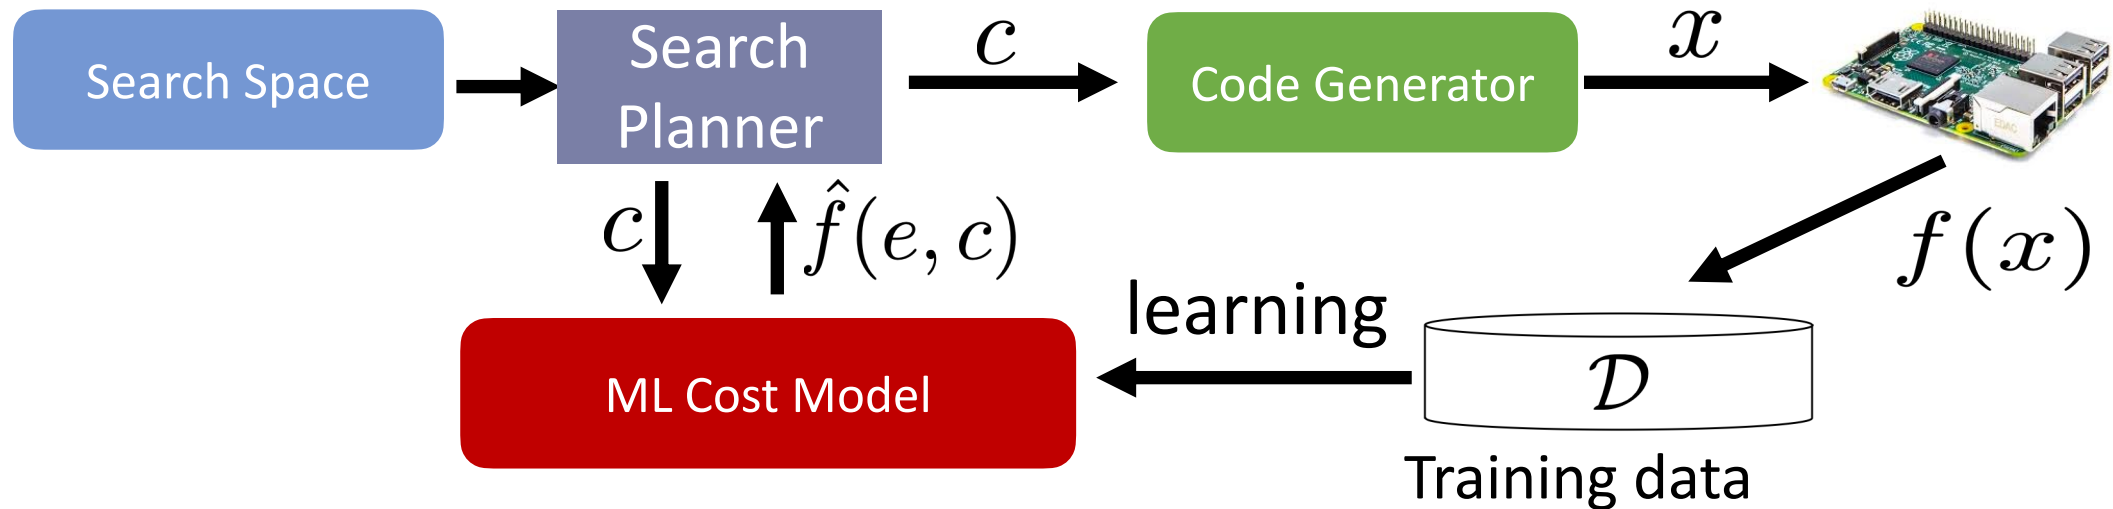 Search Space
Search
Planner
c
Code Generator
x
c
f̂(e, c)
f(x)
learning
ML Cost Model
𝒟
Training data